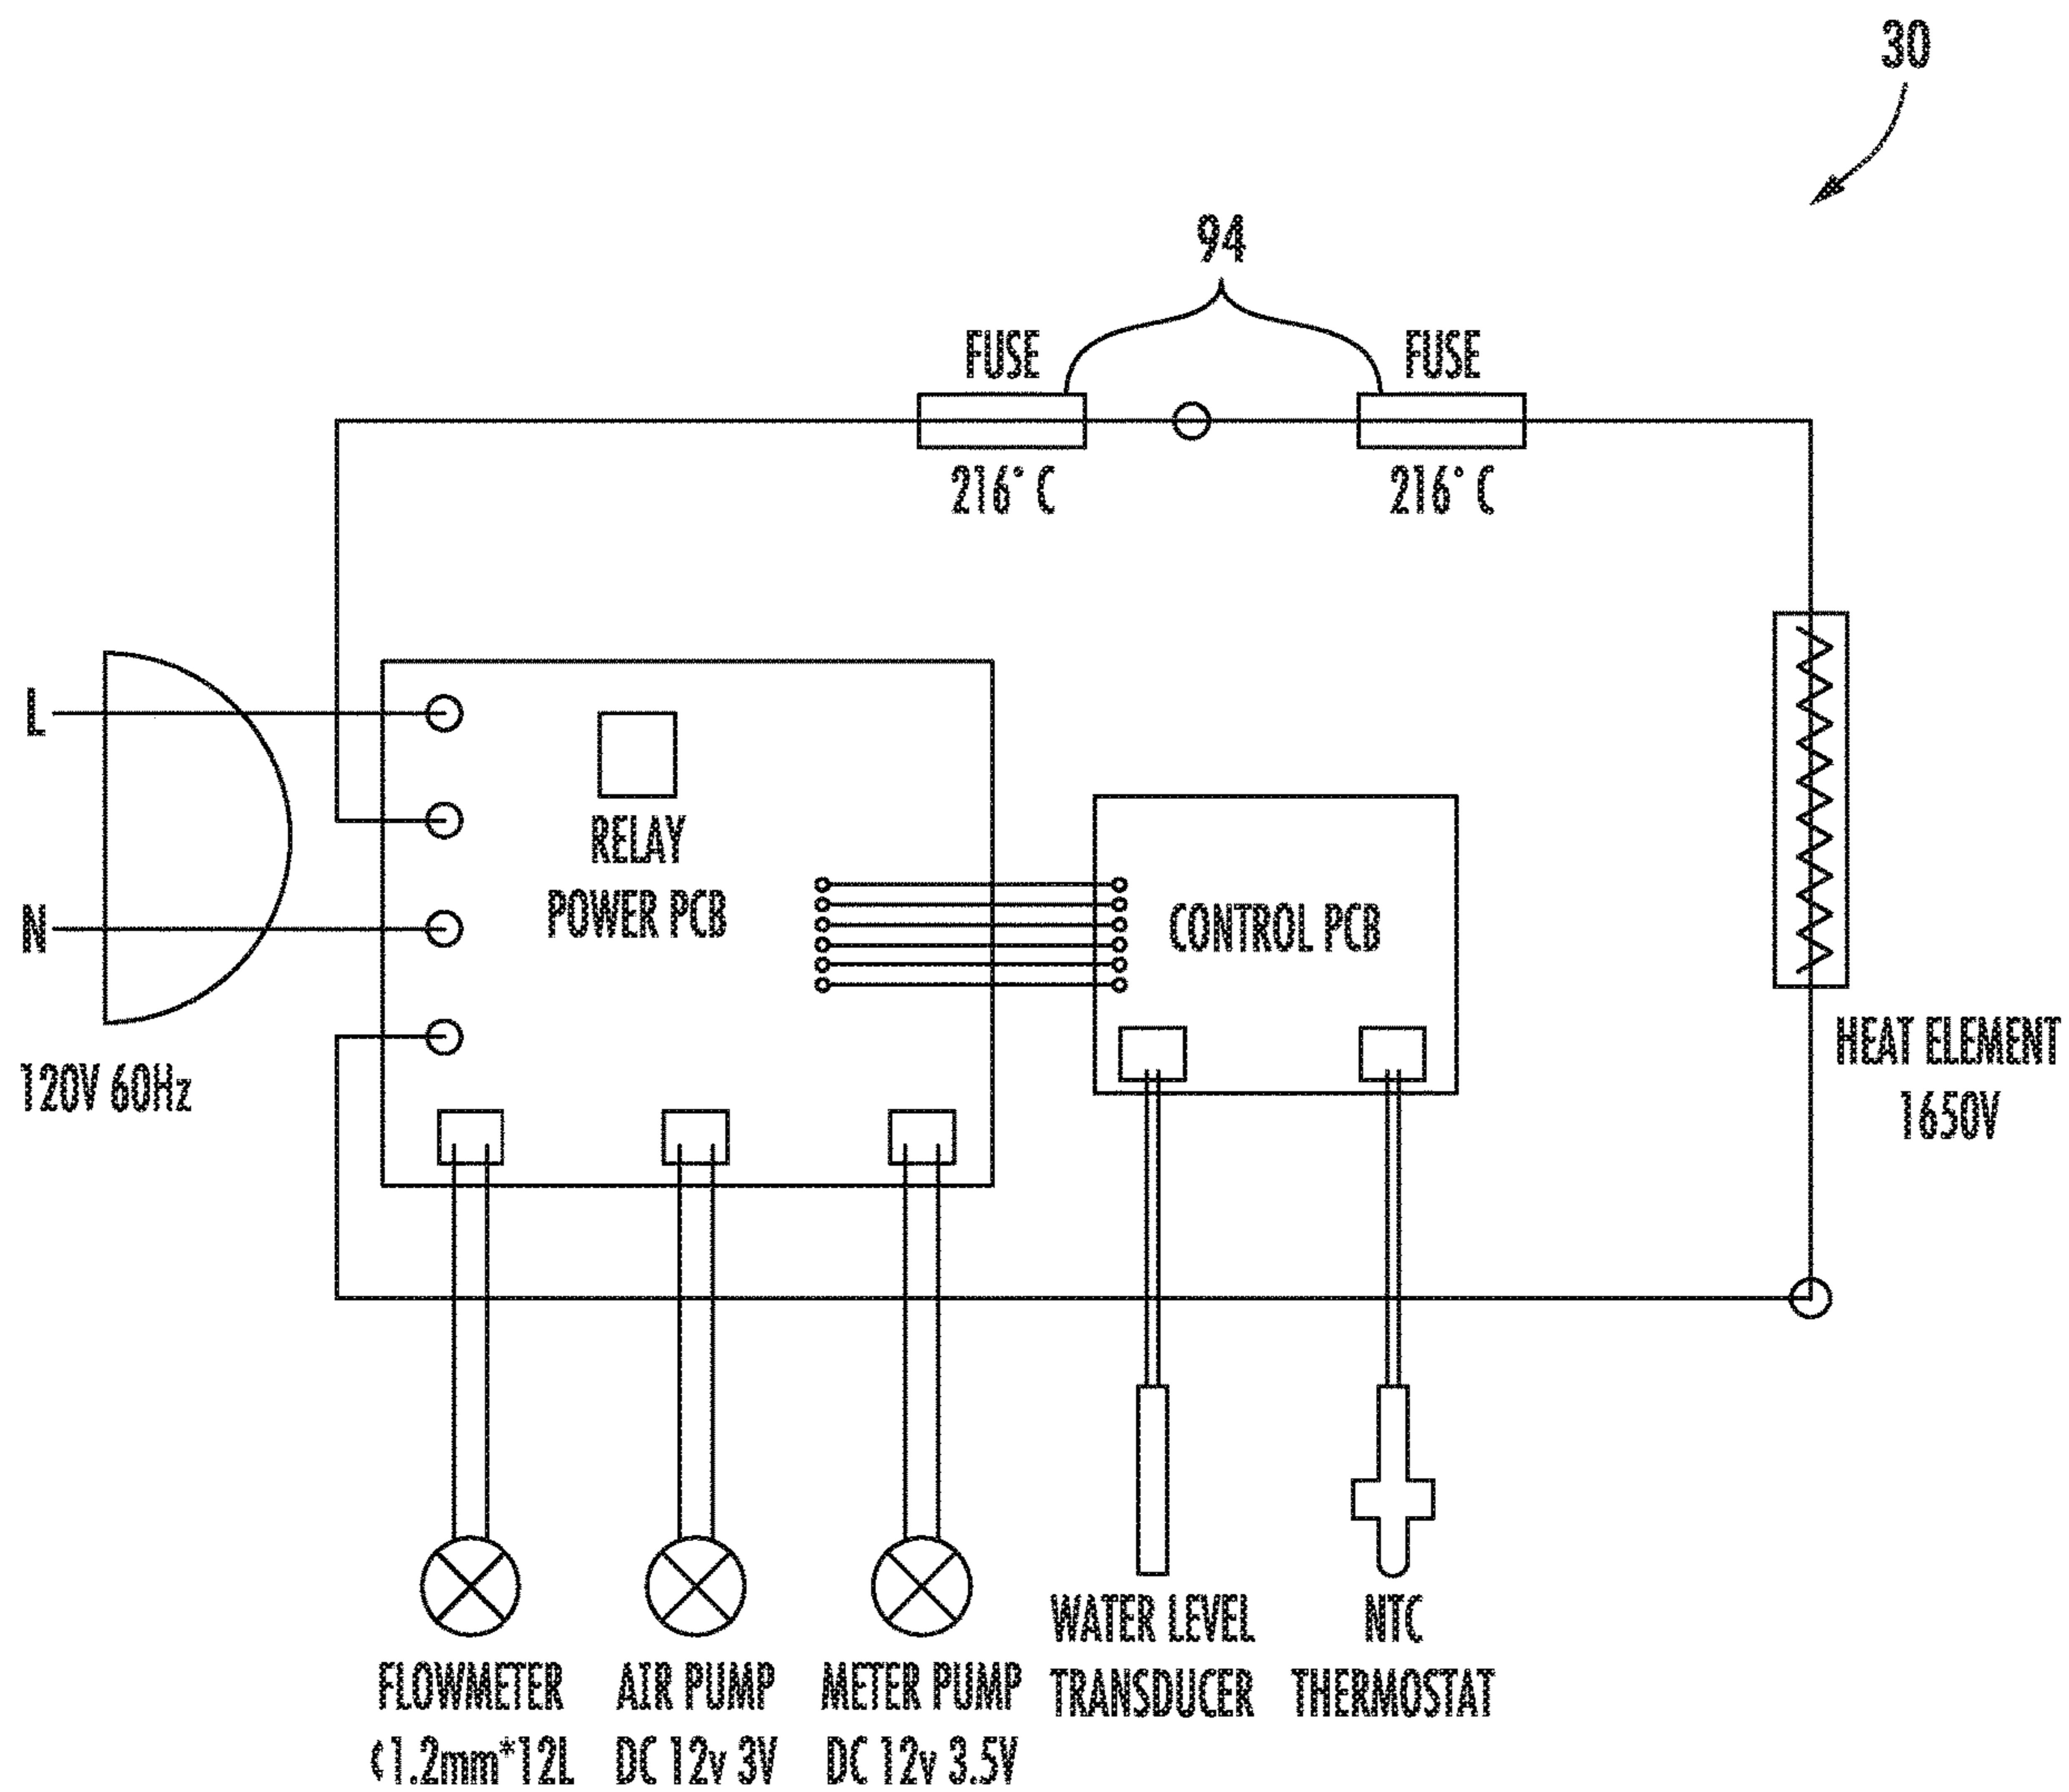 30
94
FUSE
FUSE
216° C
216° C
L
RELAY
POWER PCB
CONTROL PCB
N
120V 60Hz
HEAT ELEMENT
1650V
FLOWMETER
¢1.2mm*12L
AIR PUMP
DC 12v 3V
METER PUMP
DC 12v 3.5V
WATER LEVEL
TRANSDUCER
NTC
THERMOSTAT